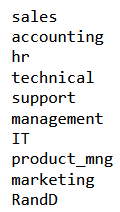 sales
accounting
hr
technical
support
management
IT
product_mng
marketing
RandD